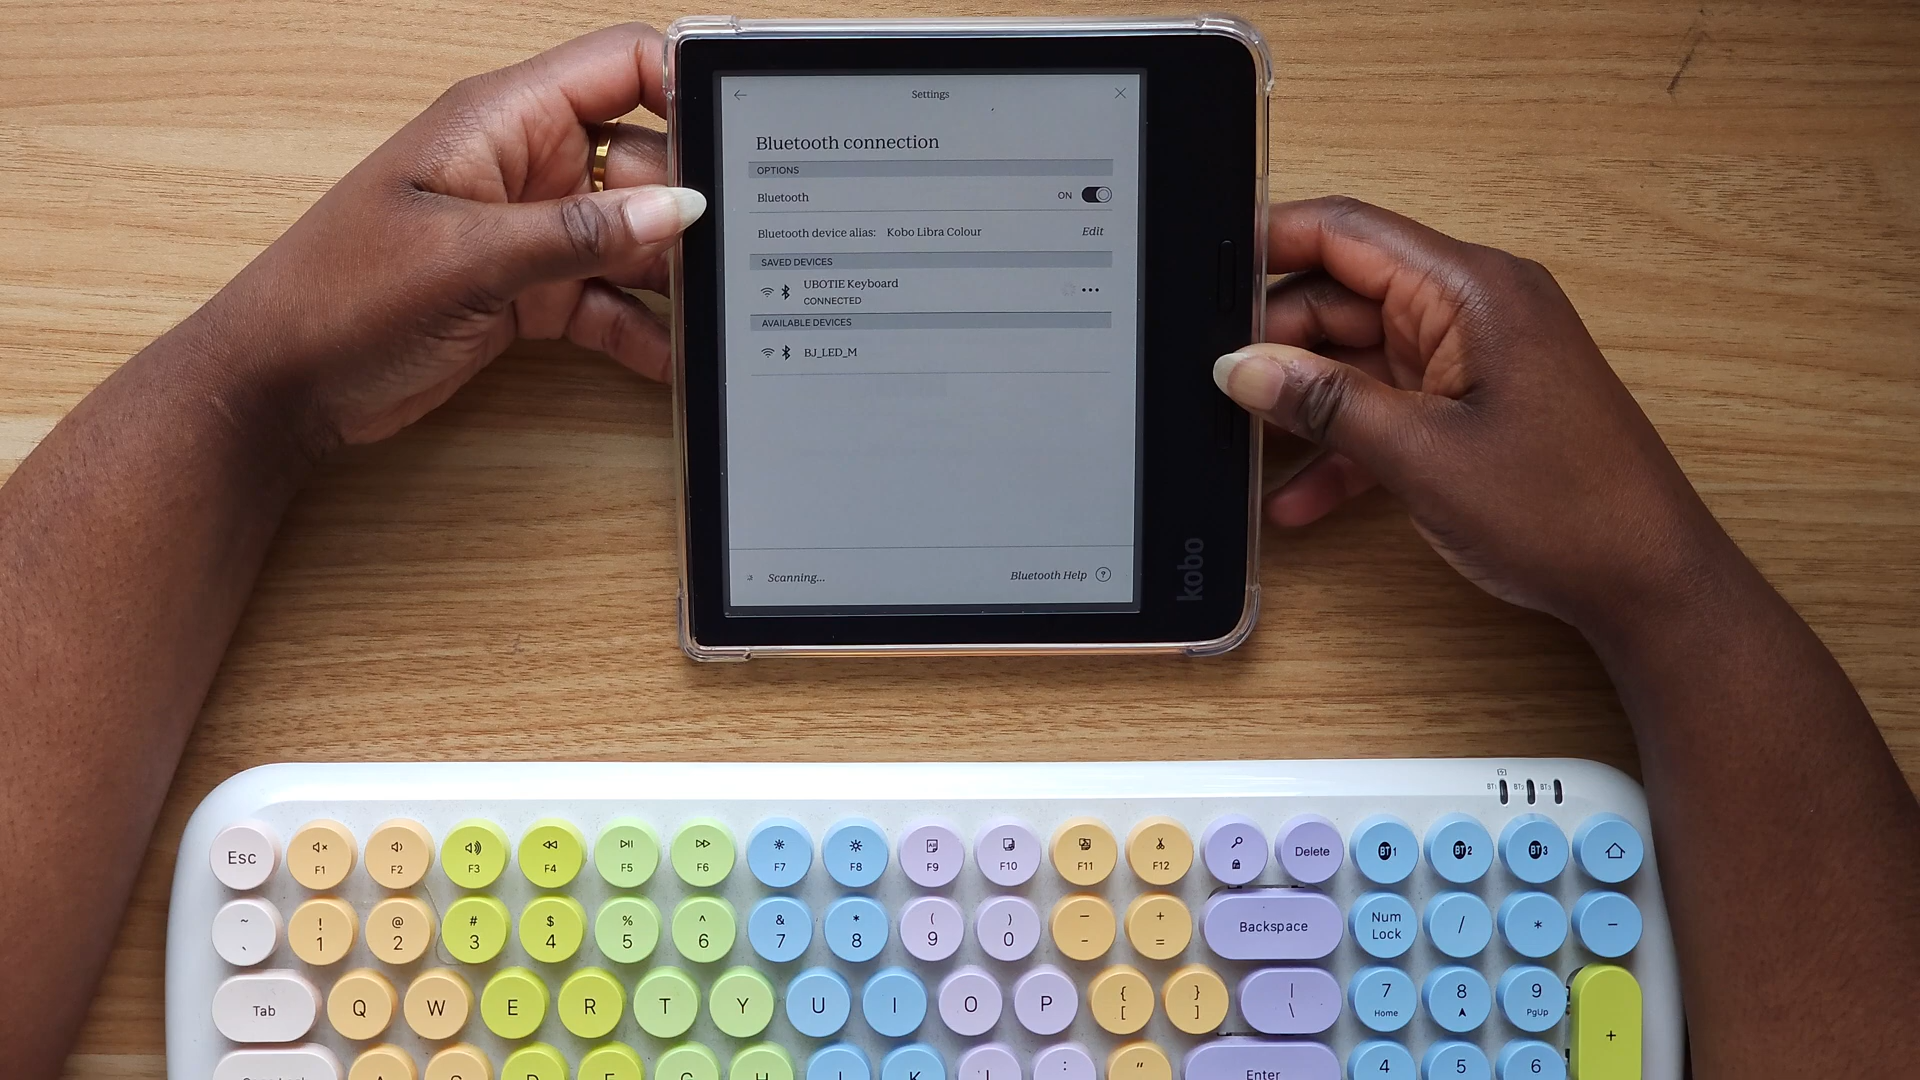 Settings
Bluetooth connection
OPTIONS
Bluetooth ON
Bluetooth device alias: Kobo Libra Colour Edit
SAVED DEVICES
UBOTIE Keyboard
CONNECTED
AVAILABLE DEVICES
BJ_LED_M
Scanning... Bluetooth Help ?
kobo
BT1 BT2 BT3
Esc F1 F2 F3 F4 F5 F6 F7 F8 F9 F10 F11 F12 Delete BT1 BT2 BT3
~ ! @ # $ % ^ & * ( ) — +
` 1 2 3 4 5 6 7 8 9 0 - = Backspace Num Lock / * −
Tab Q W E R T Y U I O P { [ } ] | \ 7 Home 8 9 PgUp +
: "
Enter 4 5 6